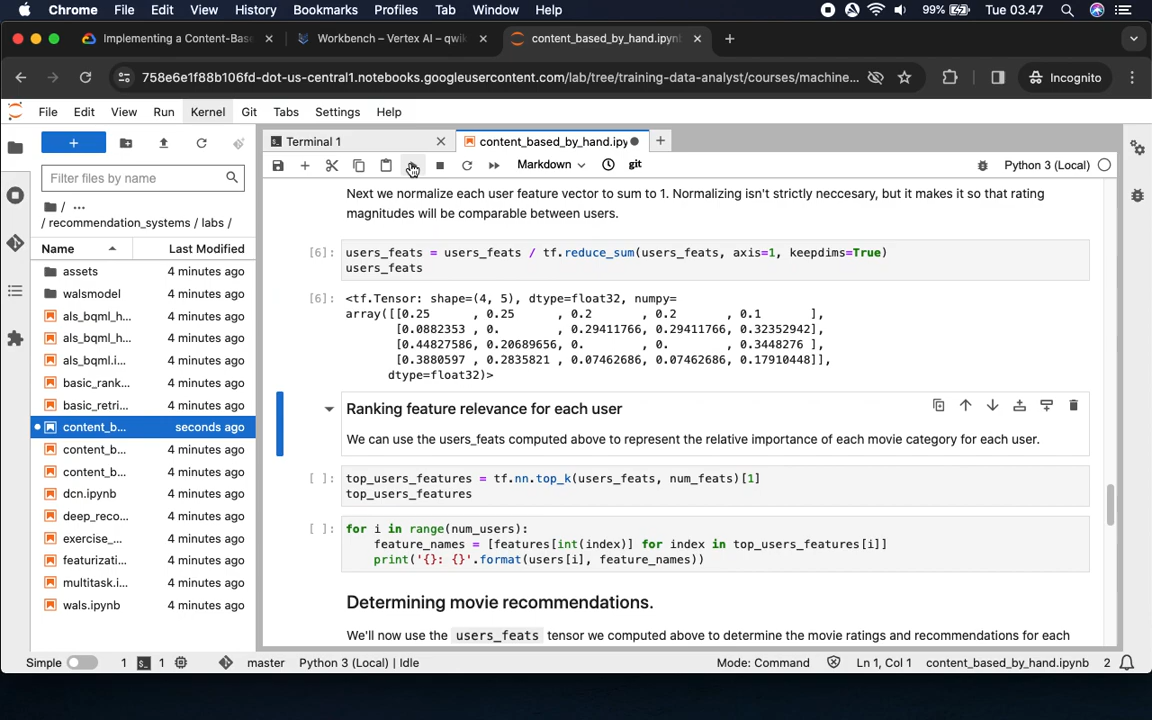 Chrome File Edit View History Bookmarks Profiles Tab Window Help 99% Tue 03.47
Implementing a Content-Bas Workbench – Vertex AI – qwik content_based_by_hand.ipyn
758e6e1f88b106fd-dot-us-central1.notebooks.googleusercontent.com/lab/tree/training-data-analyst/courses/machine... Incognito
File Edit View Run Kernel Git Tabs Settings Help
Terminal 1 content_based_by_hand.ipy
Markdown git Python 3 (Local)
Filter files by name
/ ...
/ recommendation_systems / labs /
Name Last Modified
assets 4 minutes ago
walsmodel 4 minutes ago
als_bqml_h... 4 minutes ago
als_bqml_h... 4 minutes ago
als_bqml.i... 4 minutes ago
basic_rank... 4 minutes ago
basic_retri... 4 minutes ago
content_b... seconds ago
content_b... 4 minutes ago
content_b... 4 minutes ago
dcn.ipynb 4 minutes ago
deep_reco... 4 minutes ago
exercise_... 4 minutes ago
featurizati... 4 minutes ago
multitask.i... 4 minutes ago
wals.ipynb 4 minutes ago
Next we normalize each user feature vector to sum to 1. Normalizing isn't strictly neccesary, but it makes it so that rating
magnitudes will be comparable between users.
[6]: users_feats = users_feats / tf.reduce_sum(users_feats, axis=1, keepdims=True)
users_feats
[6]: <tf.Tensor: shape=(4, 5), dtype=float32, numpy=
array([[0.25 , 0.25 , 0.2 , 0.2 , 0.1 ],
[0.0882353 , 0. , 0.29411766, 0.29411766, 0.32352942],
[0.44827586, 0.20689656, 0. , 0. , 0.3448276 ],
[0.3880597 , 0.2835821 , 0.07462686, 0.07462686, 0.17910448]],
dtype=float32)>
Ranking feature relevance for each user
We can use the users_feats computed above to represent the relative importance of each movie category for each user.
[ ]: top_users_features = tf.nn.top_k(users_feats, num_feats)[1]
top_users_features
[ ]: for i in range(num_users):
feature_names = [features[int(index)] for index in top_users_features[i]]
print('{}: {}'.format(users[i], feature_names))
Determining movie recommendations.
We'll now use the users_feats tensor we computed above to determine the movie ratings and recommendations for each
Simple 1 1 master Python 3 (Local) | Idle Mode: Command Ln 1, Col 1 content_based_by_hand.ipynb 2